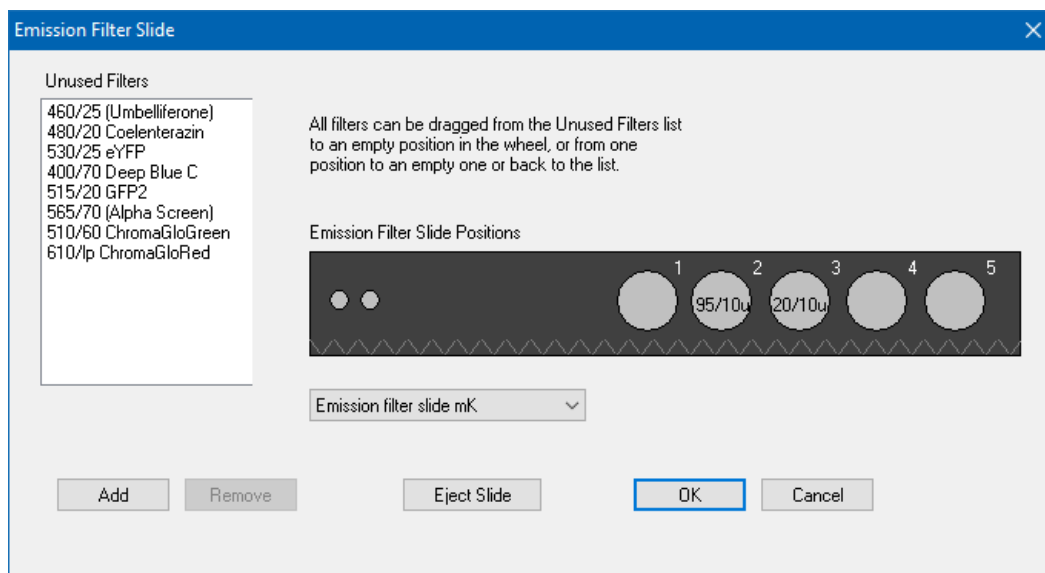 Emission Filter Slide
Unused Filters
460/25 (Umbelliferone)
480/20 Coelenterazin
530/25 eYFP
400/70 Deep Blue C
515/20 GFP2
565/70 (Alpha Screen)
510/60 ChromaGloGreen
610/lp ChromaGloRed
All filters can be dragged from the Unused Filters list
to an empty position in the wheel, or from one
position to an empty one or back to the list.
Emission Filter Slide Positions
1 2 3 4 5
95/10u 20/10u
Emission filter slide mK
Add Remove Eject Slide OK Cancel